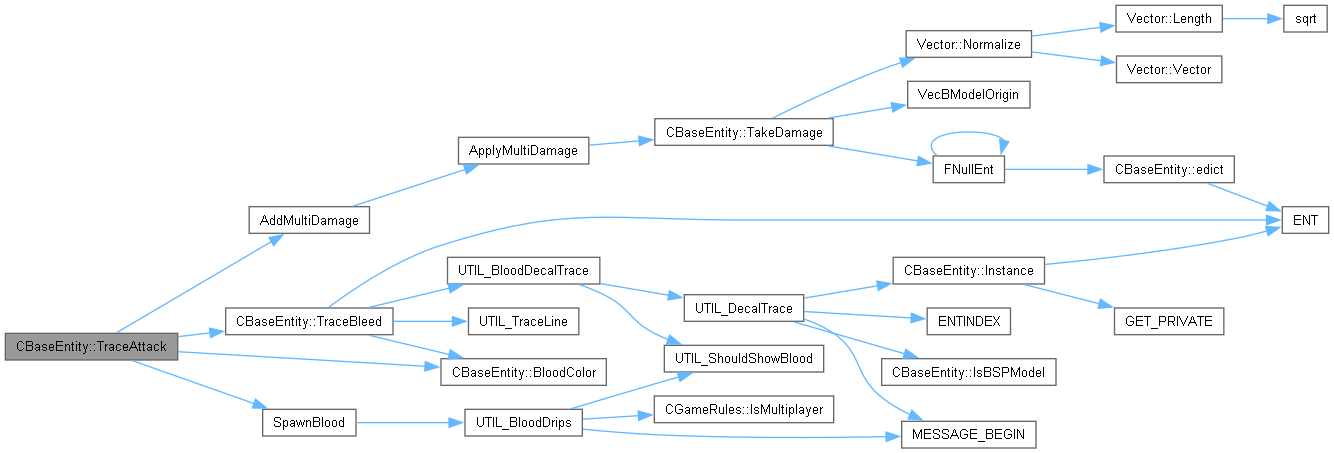 Vector::Length
sqrt
Vector::Normalize
Vector::Vector
VecBModelOrigin
CBaseEntity::TakeDamage
ApplyMultiDamage
FNullEnt
CBaseEntity::edict
AddMultiDamage
ENT
UTIL_BloodDecalTrace
CBaseEntity::Instance
UTIL_DecalTrace
CBaseEntity::TraceBleed
UTIL_TraceLine
ENTINDEX
GET_PRIVATE
CBaseEntity::TraceAttack
UTIL_ShouldShowBlood
CBaseEntity::BloodColor
CBaseEntity::IsBSPModel
CGameRules::IsMultiplayer
SpawnBlood
UTIL_BloodDrips
MESSAGE_BEGIN